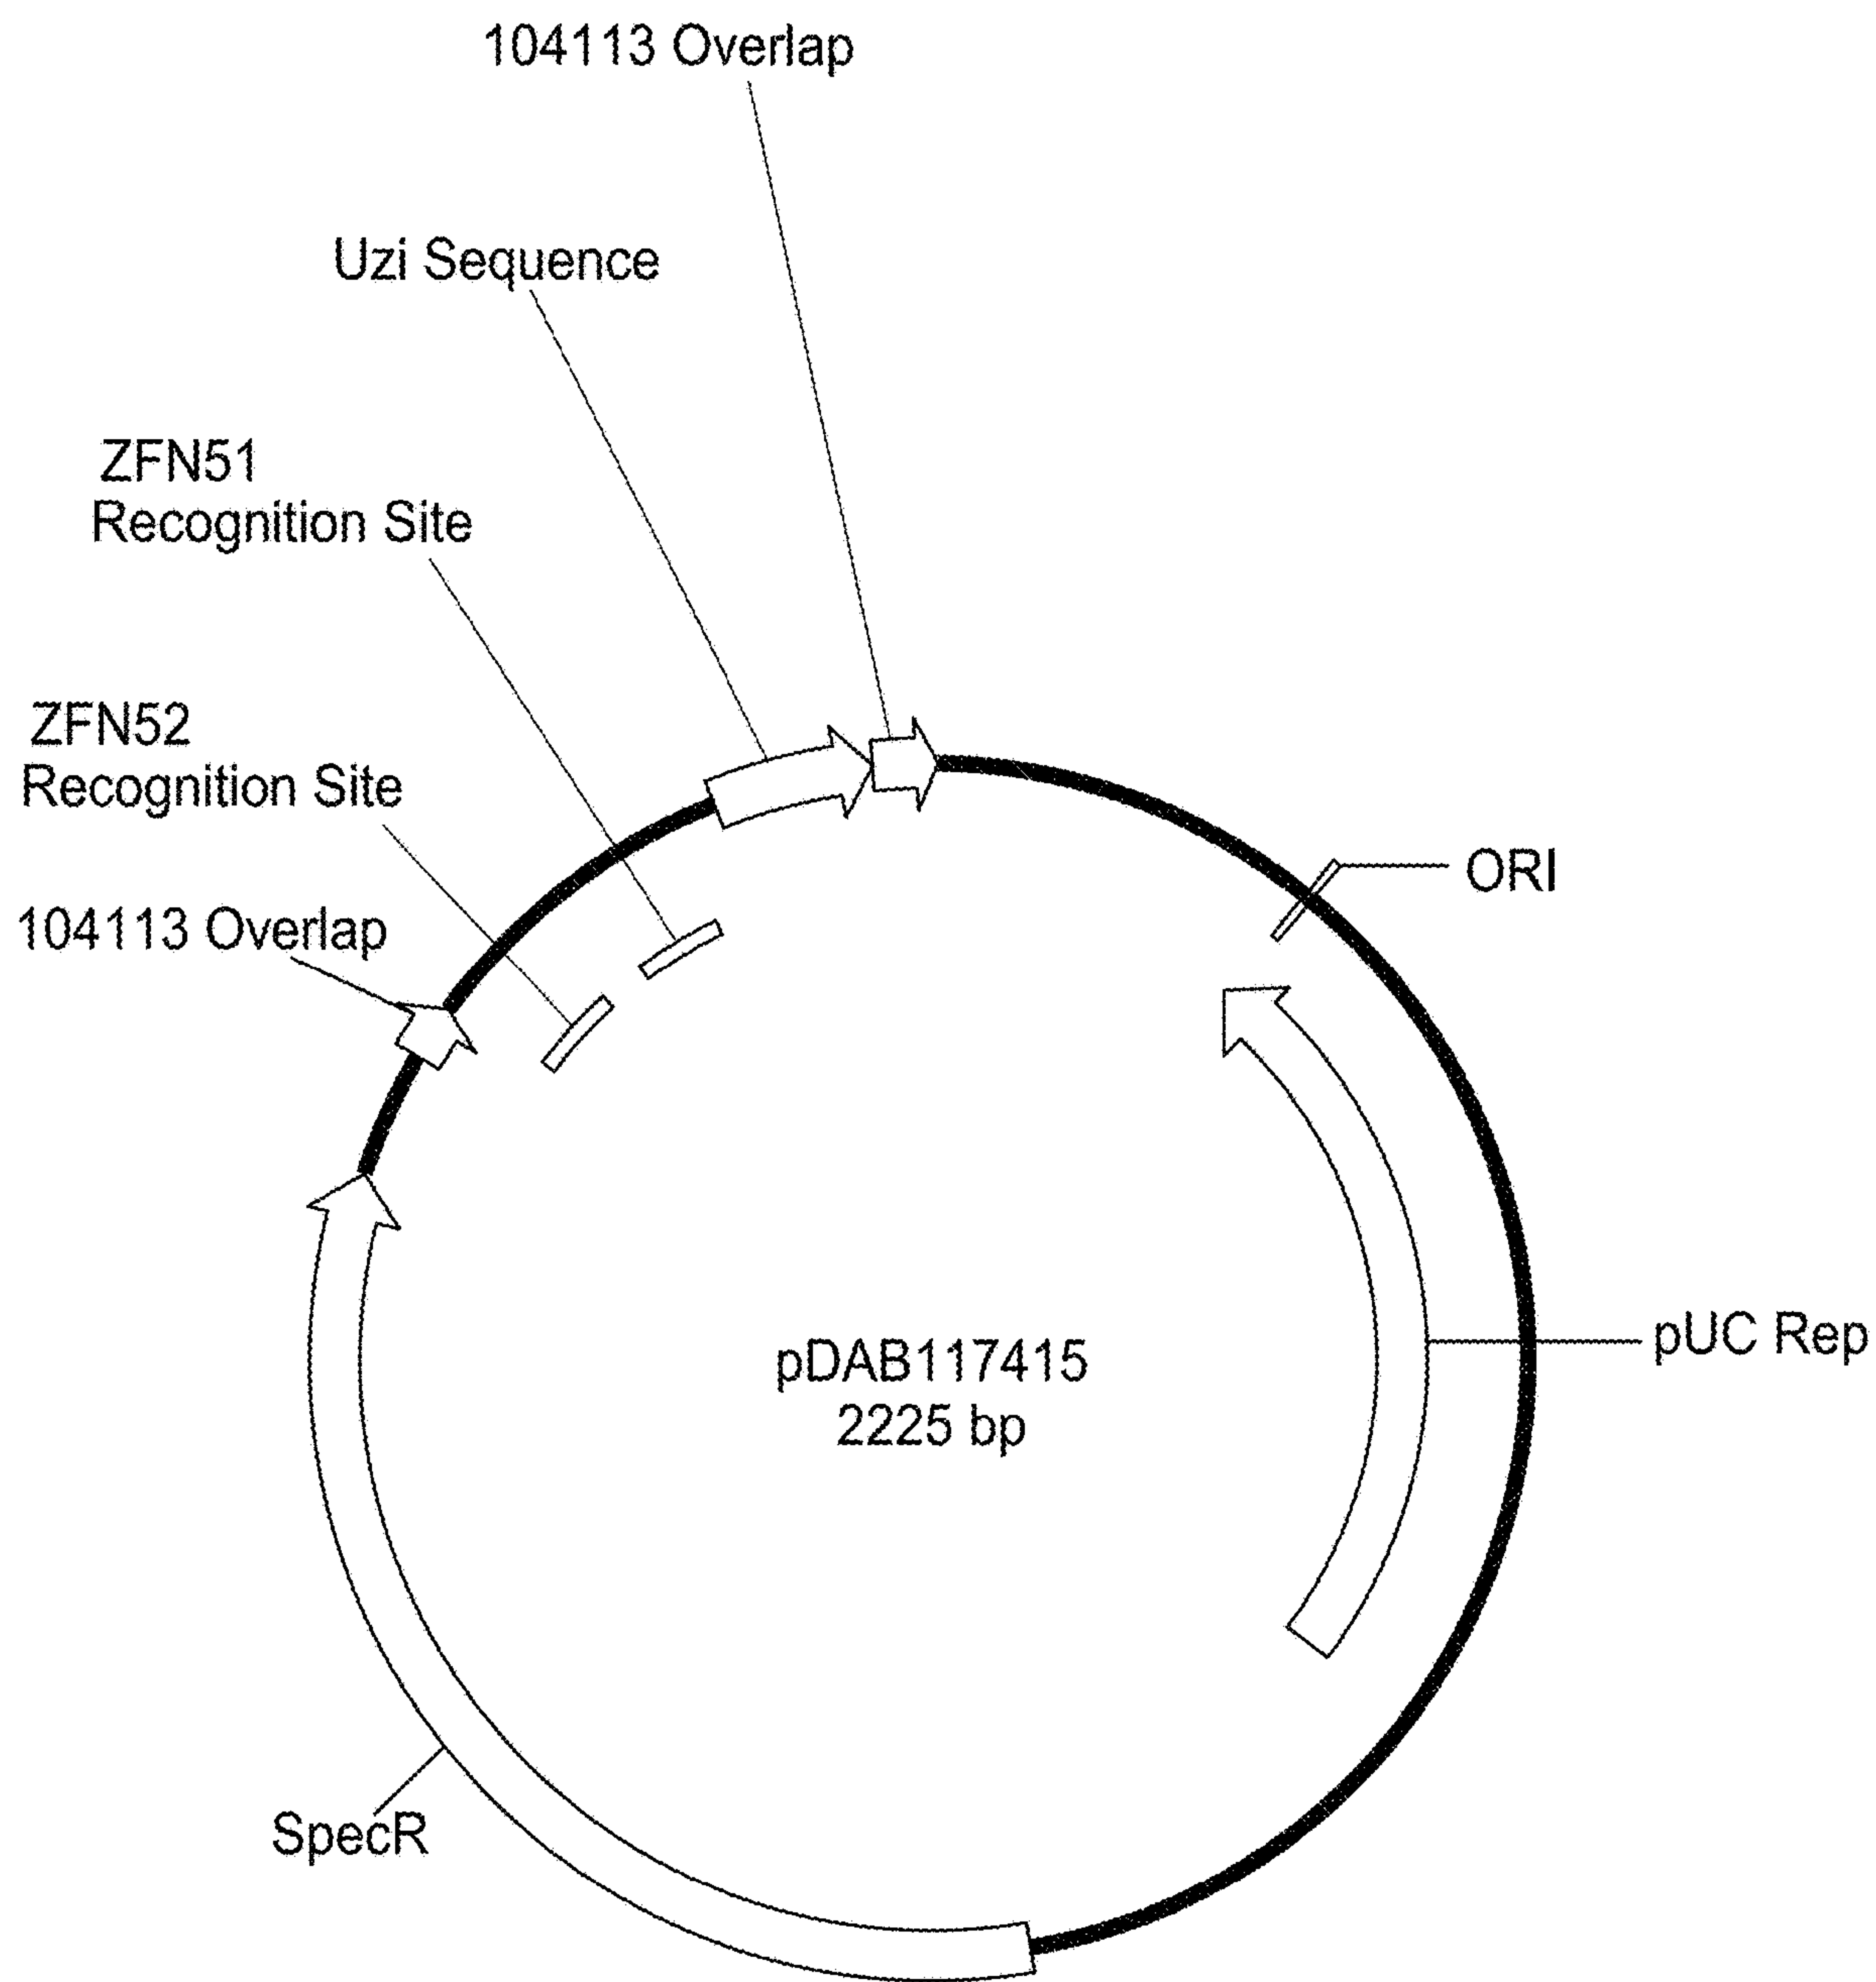 104113 Overlap
Uzi Sequence
ZFN51
Recognition Site
ZFN52
Recognition Site
ORI
104113 Overlap
pUC Rep
pDAB117415
2225 bp
SpecR